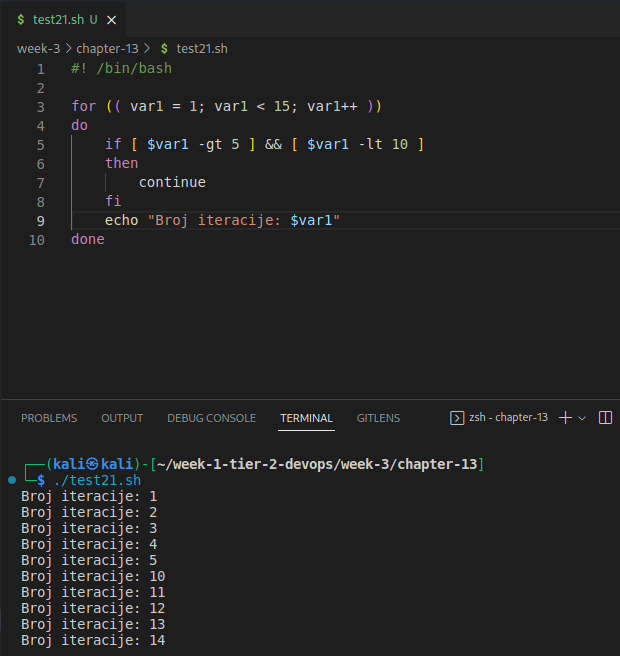 $ test21.sh U ×
week-3 > chapter-13 > $ test21.sh
1 #! /bin/bash
2
3 for (( var1 = 1; var1 < 15; var1++ ))
4 do
5     if [ $var1 -gt 5 ] && [ $var1 -lt 10 ]
6     then
7         continue
8     fi
9     echo "Broj iteracije: $var1"
10 done
PROBLEMS OUTPUT DEBUG CONSOLE TERMINAL GITLENS zsh - chapter-13
┌──(kali㉿kali)-[~/week-1-tier-2-devops/week-3/chapter-13]
└─$ ./test21.sh
Broj iteracije: 1
Broj iteracije: 2
Broj iteracije: 3
Broj iteracije: 4
Broj iteracije: 5
Broj iteracije: 10
Broj iteracije: 11
Broj iteracije: 12
Broj iteracije: 13
Broj iteracije: 14